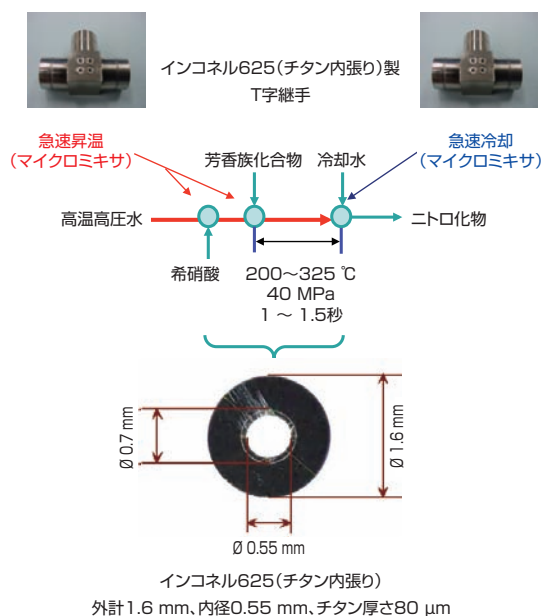 インコネル625（チタン内張り）製
T字継手
急速昇温
（マイクロミキサ）
芳香族化合物
冷却水
急速冷却
（マイクロミキサ）
高温高圧水
ニトロ化物
希硝酸
200～325 ℃
40 MPa
1 ～ 1.5秒
Ø 0.7 mm
Ø 1.6 mm
Ø 0.55 mm
インコネル625（チタン内張り）
外計1.6 mm、内径0.55 mm、チタン厚さ80 µm